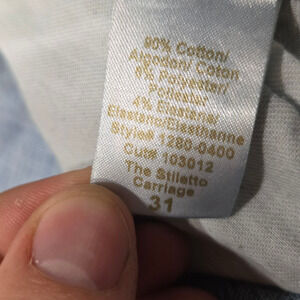 90% Cotton/
Algodon/ Coton
6% Polyester/
Poliester
4% Elastane/
Elastano/Elasthanne
Style# 1280-0400
Cut# 103012
The Stiletto
Carriage
31